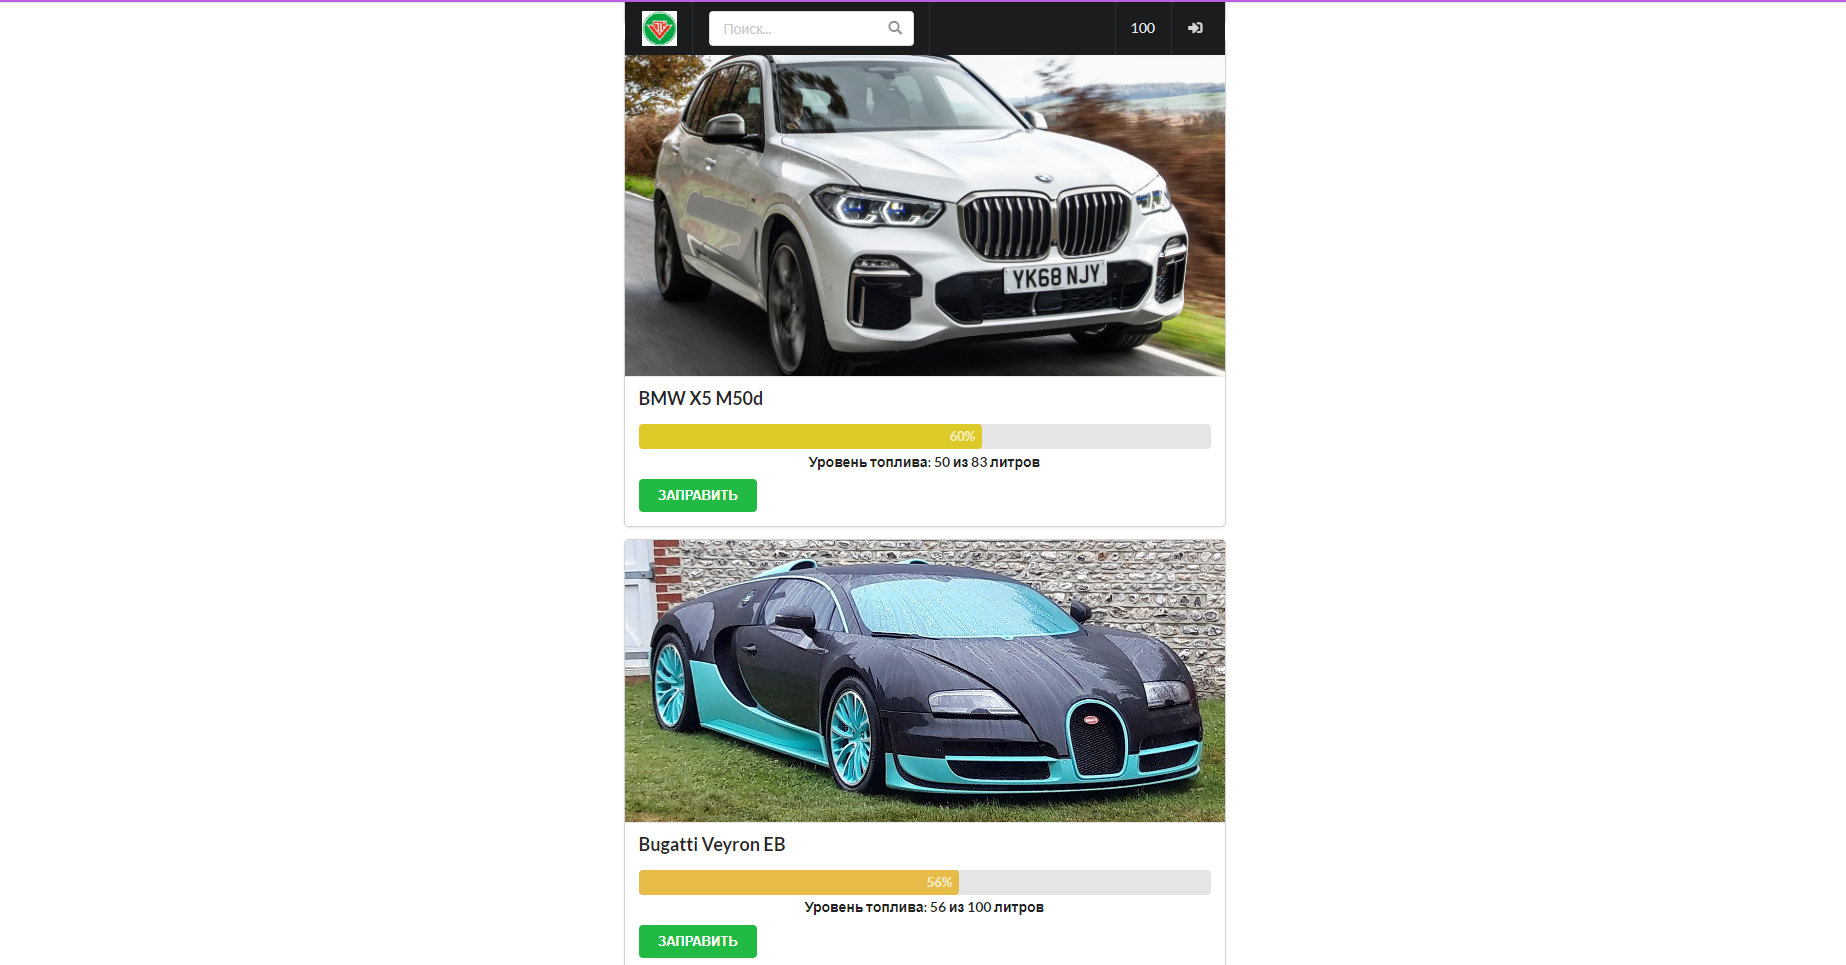 Поиск...
100
YK68 NJY
BMW X5 M50d
60%
Уровень топлива: 50 из 83 литров
ЗАПРАВИТЬ
Bugatti Veyron EB
56%
Уровень топлива: 56 из 100 литров
ЗАПРАВИТЬ